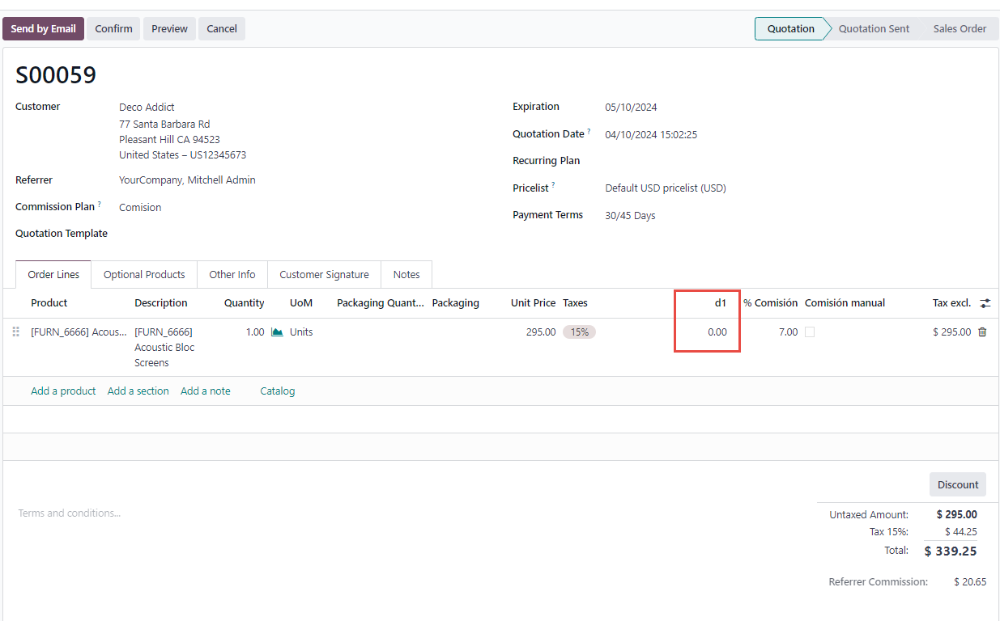 Send by Email Confirm Preview Cancel Quotation Quotation Sent Sales Order
S00059
Customer Deco Addict
77 Santa Barbara Rd
Pleasant Hill CA 94523
United States – US12345673
Referrer YourCompany, Mitchell Admin
Commission Plan ? Comision
Quotation Template
Expiration 05/10/2024
Quotation Date ? 04/10/2024 15:02:25
Recurring Plan
Pricelist ? Default USD pricelist (USD)
Payment Terms 30/45 Days
Order Lines Optional Products Other Info Customer Signature Notes
Product Description Quantity UoM Packaging Quant... Packaging Unit Price Taxes d1 % Comisión Comisión manual Tax excl.
[FURN_6666] Acous... [FURN_6666] 1.00 Units 295.00 15% 0.00 7.00 $ 295.00
Acoustic Bloc
Screens
Add a product Add a section Add a note Catalog
Discount
Terms and conditions...
Untaxed Amount: $ 295.00
Tax 15%: $ 44.25
Total: $ 339.25
Referrer Commission: $ 20.65